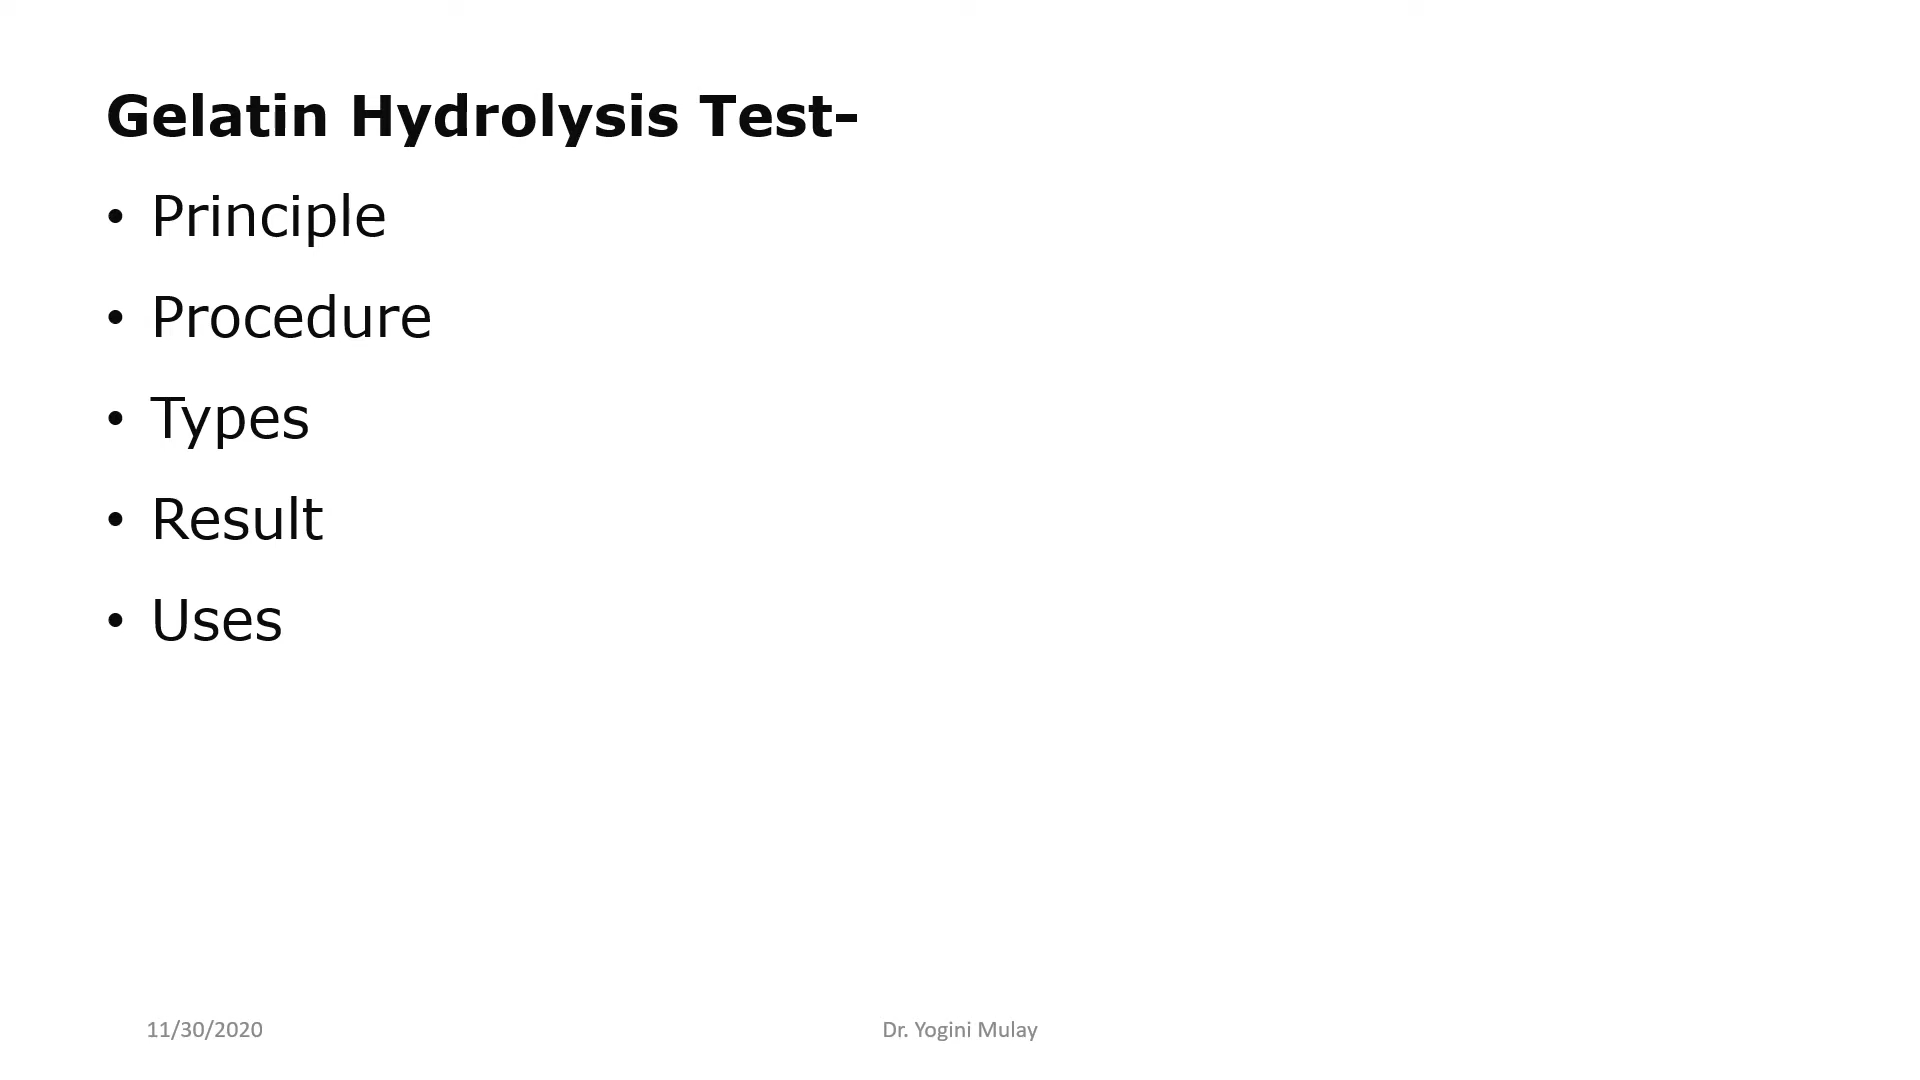 Gelatin Hydrolysis Test-
• Principle
• Procedure
• Types
• Result
• Uses
11/30/2020
Dr. Yogini Mulay